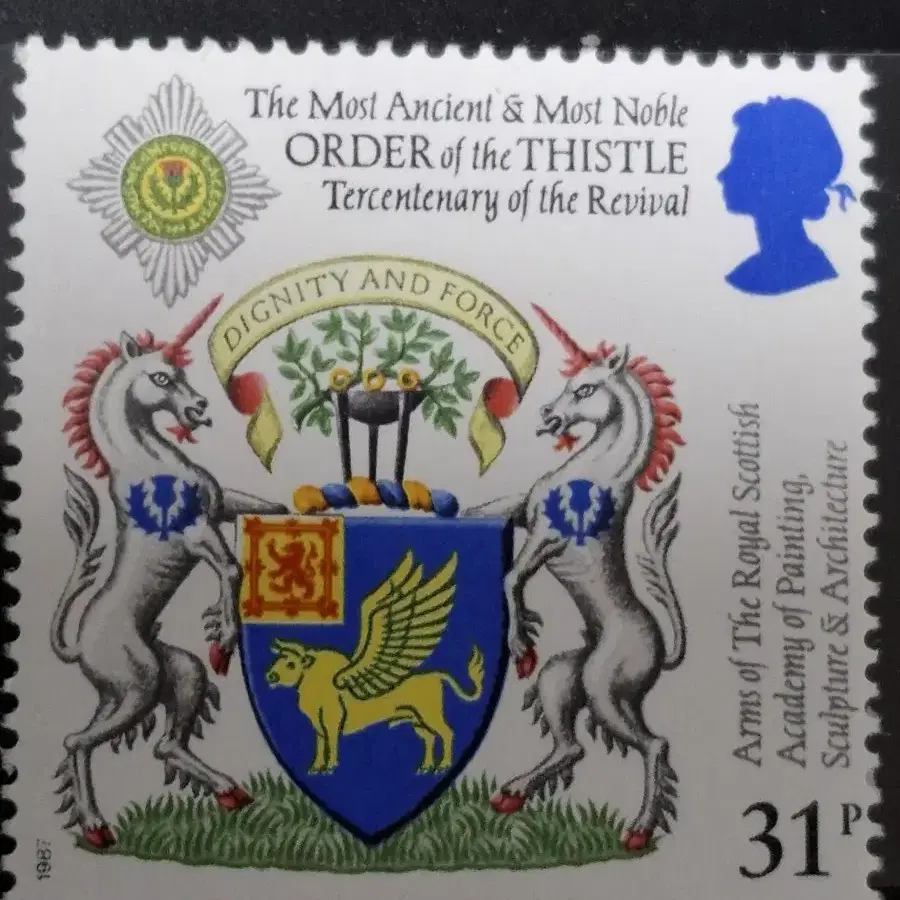 The Most Ancient & Most Noble
ORDER of the THISTLE
Tercentenary of the Revival
DIGNITY AND FORCE
Arms of The Royal Scottish
Academy of Painting,
Sculpture & Architecture
31P
1987